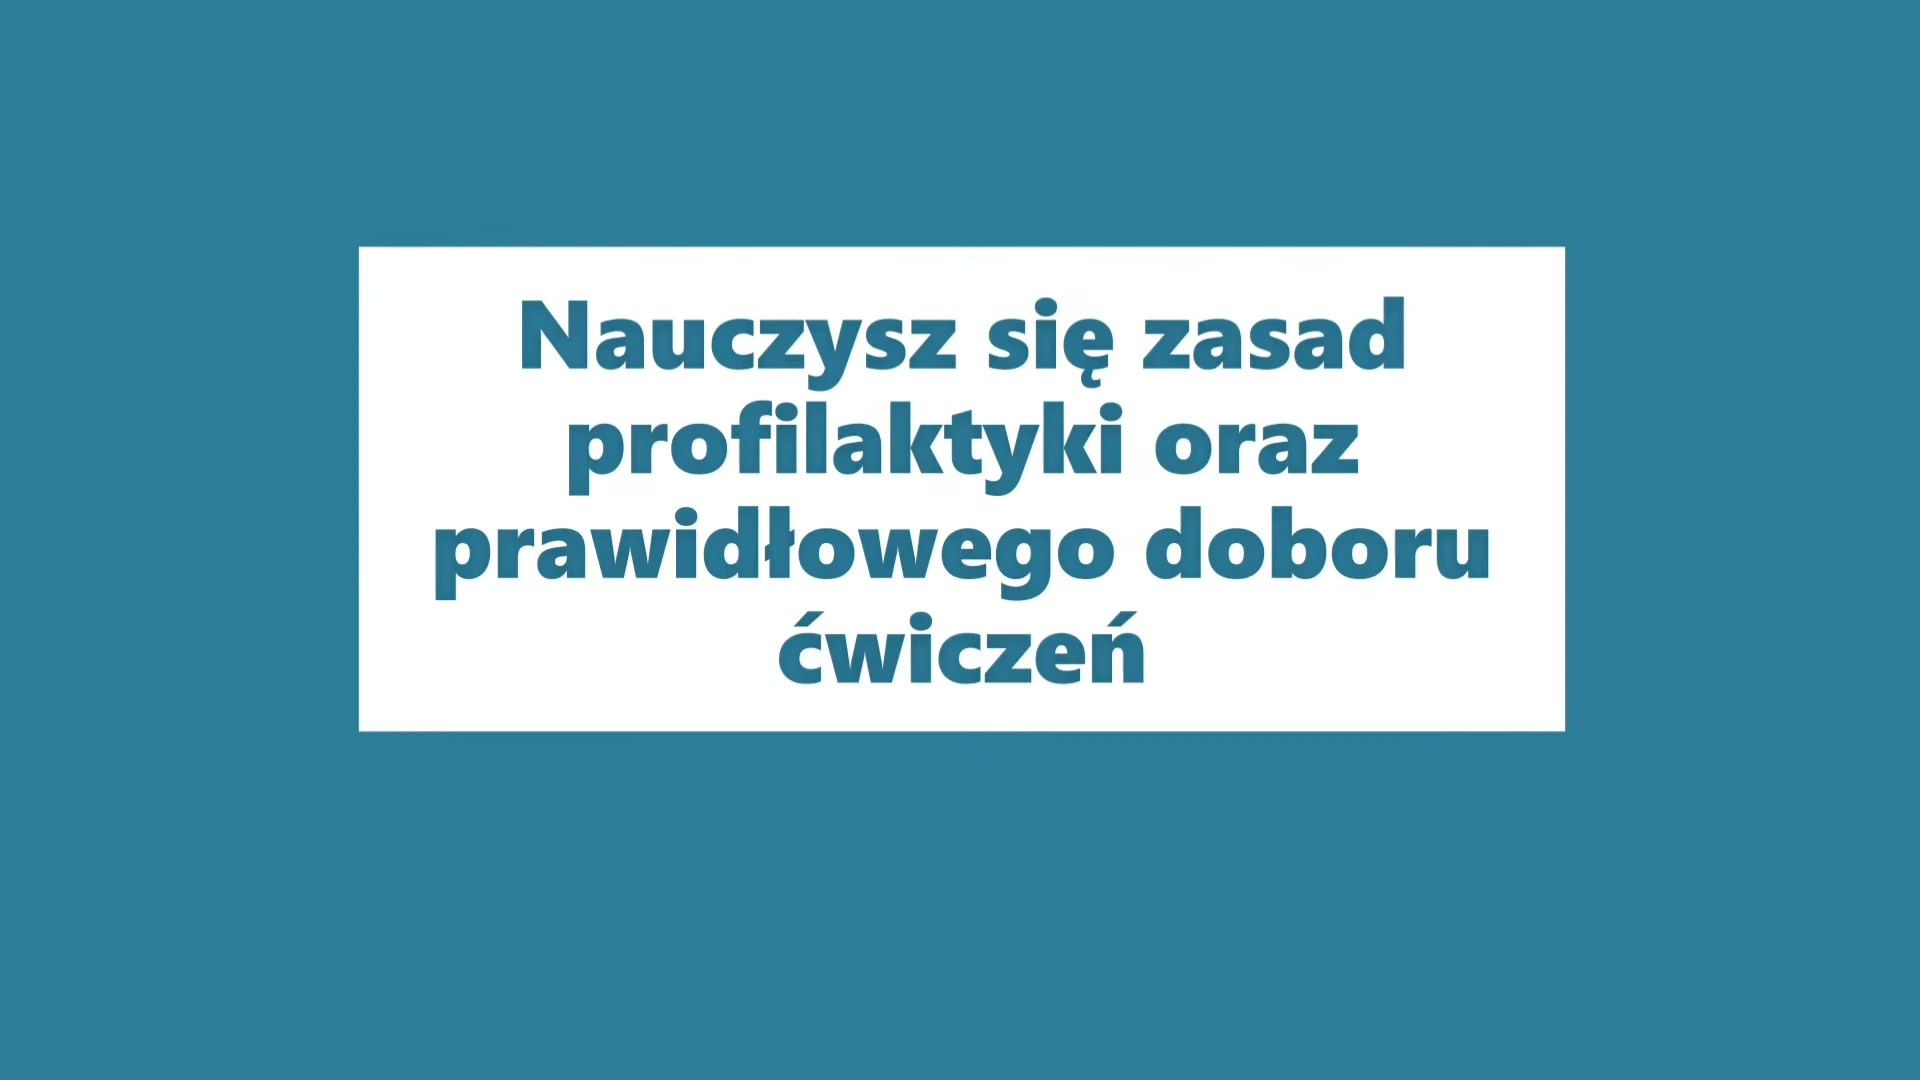 Nauczysz się zasad
profilaktyki oraz
prawidłowego doboru
ćwiczeń